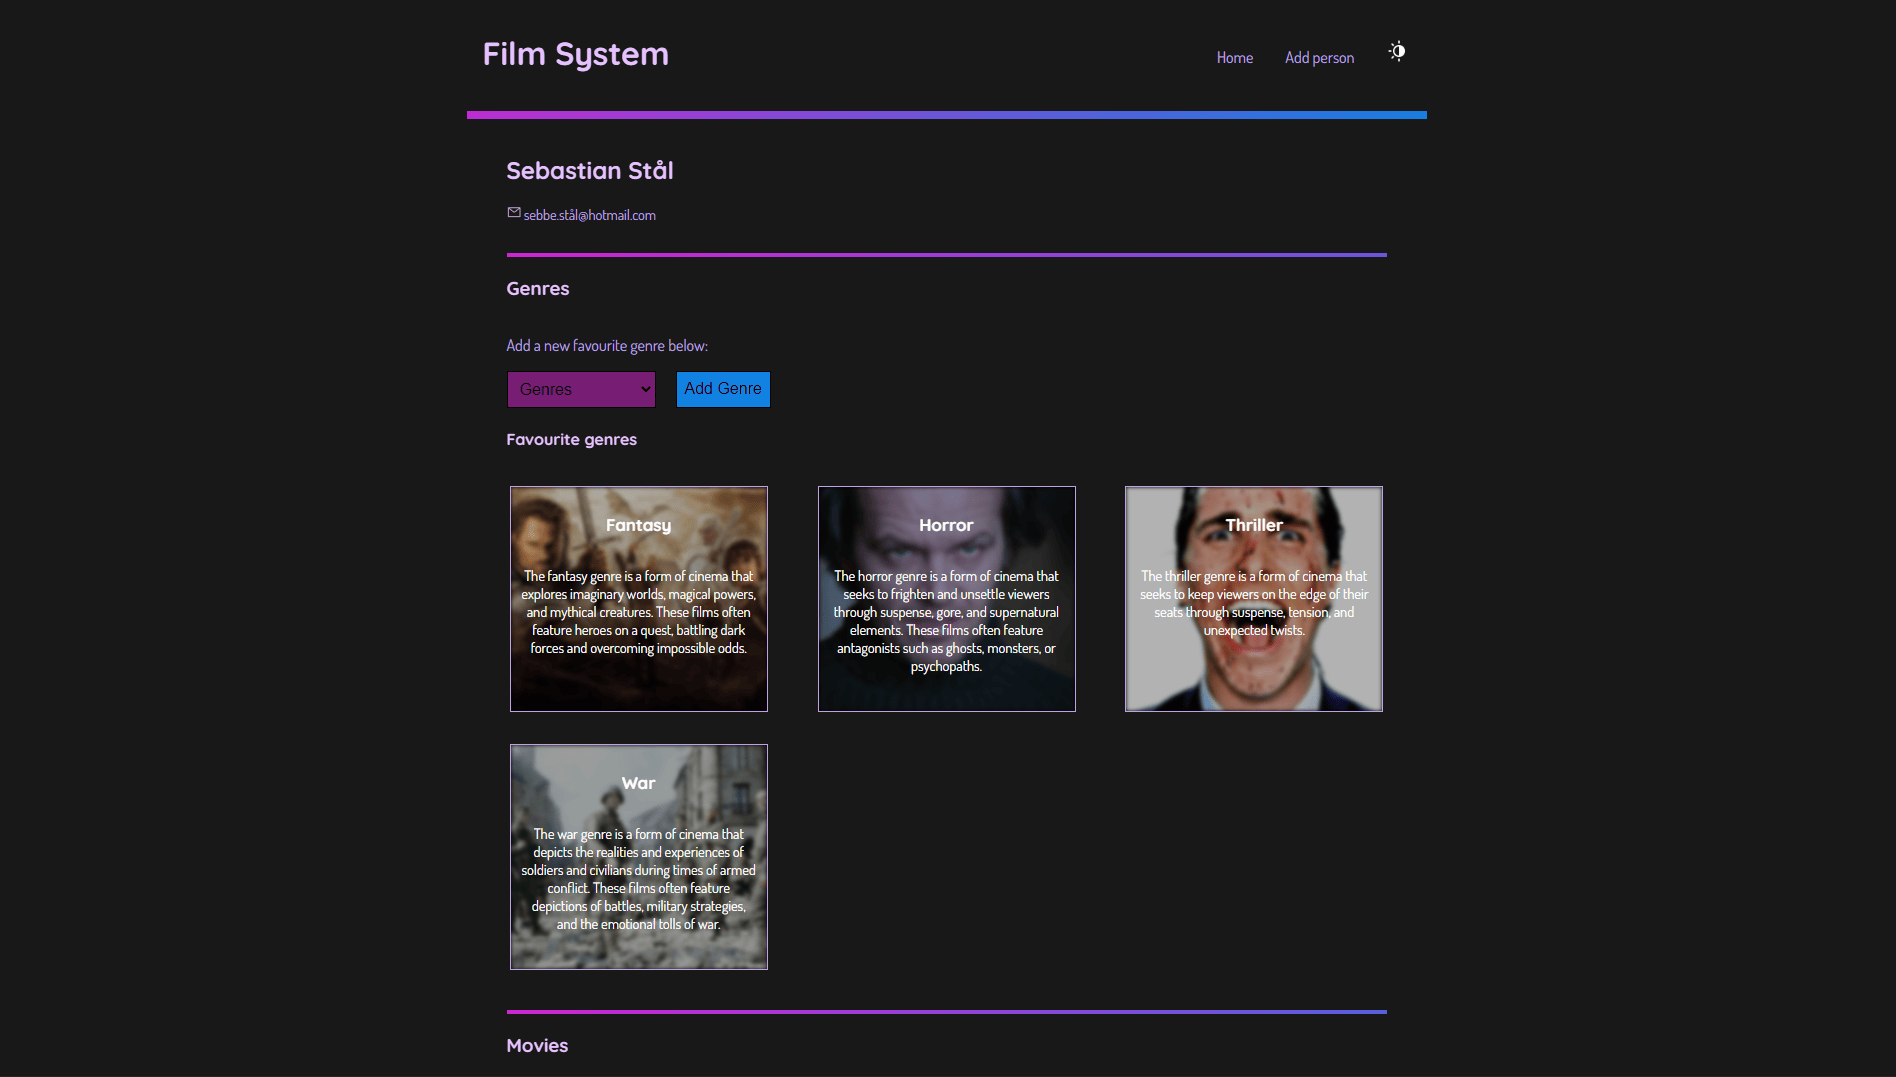 Film System
Home
Add person
Sebastian Stål
sebbe.stål@hotmail.com
Genres
Add a new favourite genre below:
Genres
Add Genre
Favourite genres
Fantasy
The fantasy genre is a form of cinema that
explores imaginary worlds, magical powers,
and mythical creatures. These films often
feature heroes on a quest, battling dark
forces and overcoming impossible odds.
Horror
The horror genre is a form of cinema that
seeks to frighten and unsettle viewers
through suspense, gore, and supernatural
elements. These films often feature
antagonists such as ghosts, monsters, or
psychopaths.
Thriller
The thriller genre is a form of cinema that
seeks to keep viewers on the edge of their
seats through suspense, tension, and
unexpected twists.
War
The war genre is a form of cinema that
depicts the realities and experiences of
soldiers and civilians during times of armed
conflict. These films often feature
depictions of battles, military strategies,
and the emotional tolls of war.
Movies